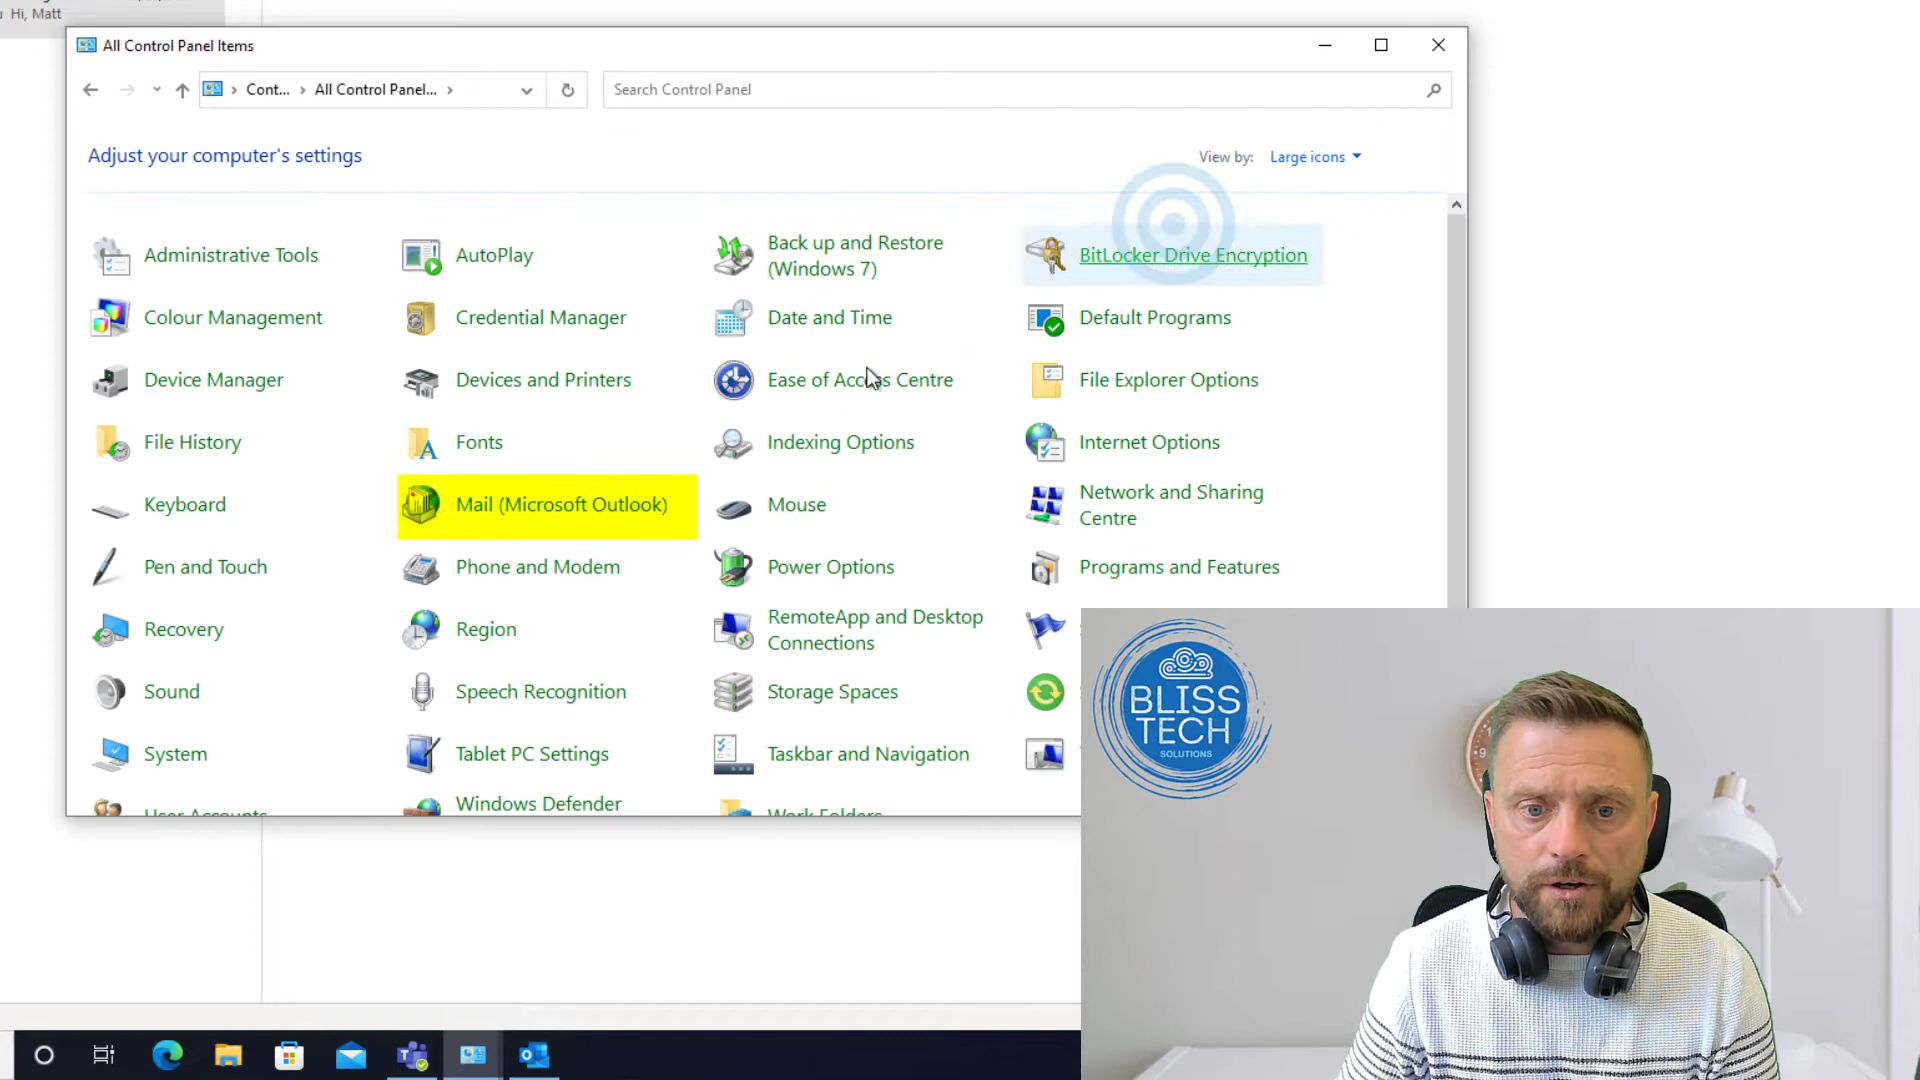 Hi, Matt
All Control Panel Items
Cont...
All Control Panel...
Search Control Panel
Adjust your computer's settings
View by:
Large icons
Administrative Tools
AutoPlay
Back up and Restore
(Windows 7)
BitLocker Drive Encryption
Colour Management
Credential Manager
Date and Time
Default Programs
Device Manager
Devices and Printers
Ease of Access Centre
File Explorer Options
File History
Fonts
Indexing Options
Internet Options
Keyboard
Mail (Microsoft Outlook)
Mouse
Network and Sharing
Centre
Pen and Touch
Phone and Modem
Power Options
Programs and Features
Recovery
Region
RemoteApp and Desktop
Connections
Sound
Speech Recognition
Storage Spaces
System
Tablet PC Settings
Taskbar and Navigation
User Accounts
Windows Defender
Work Folders
BLISS
TECH
SOLUTIONS